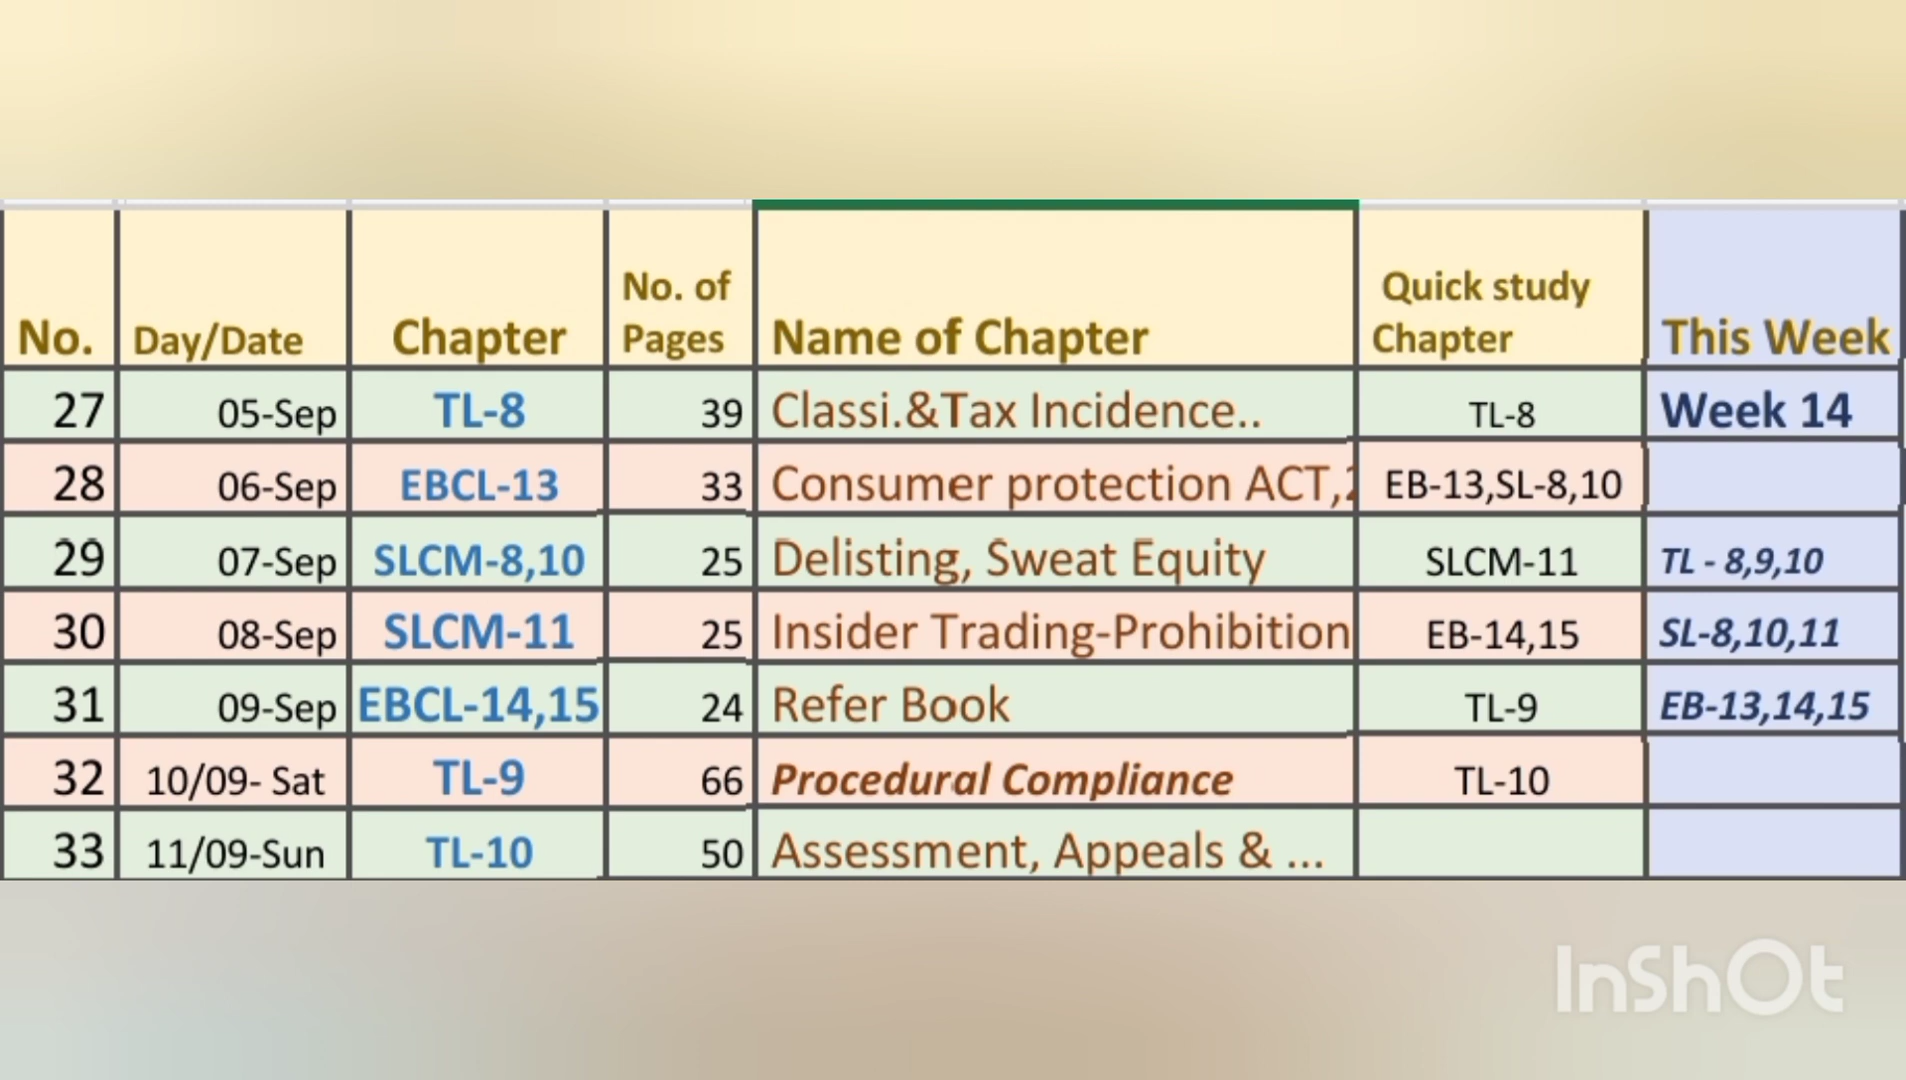 No. Day/Date Chapter No. of Pages Name of Chapter Quick study Chapter This Week
27 05-Sep TL-8 39 Classi.&Tax Incidence.. TL-8 Week 14
28 06-Sep EBCL-13 33 Consumer protection ACT, EB-13,SL-8,10
29 07-Sep SLCM-8,10 25 Delisting, Sweat Equity SLCM-11 TL - 8,9,10
30 08-Sep SLCM-11 25 Insider Trading-Prohibition EB-14,15 SL-8,10,11
31 09-Sep EBCL-14,15 24 Refer Book TL-9 EB-13,14,15
32 10/09- Sat TL-9 66 Procedural Compliance TL-10
33 11/09-Sun TL-10 50 Assessment, Appeals & ...
InShOt